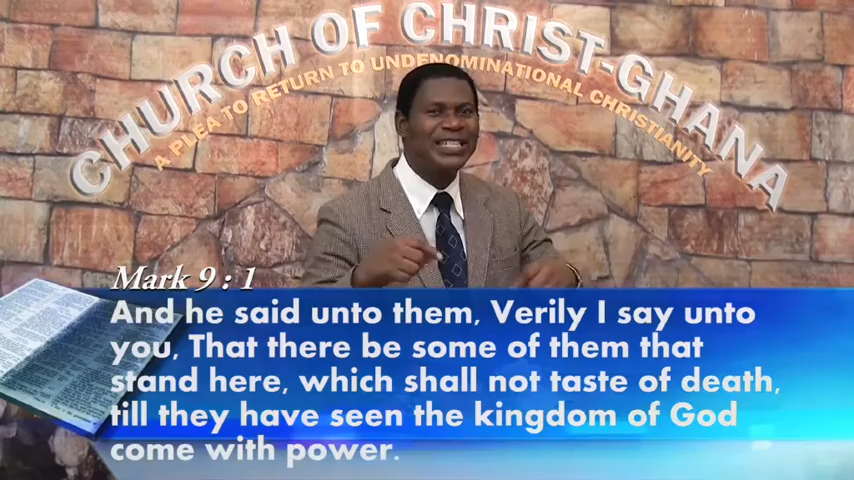 CHURCH OF CHRIST-GHANA
A PLEA TO RETURN TO UNDENOMINATIONAL CHRISTIANITY
Mark 9 : 1
And he said unto them, Verily I say unto
you, That there be some of them that
stand here, which shall not taste of death,
till they have seen the kingdom of God
come with power.